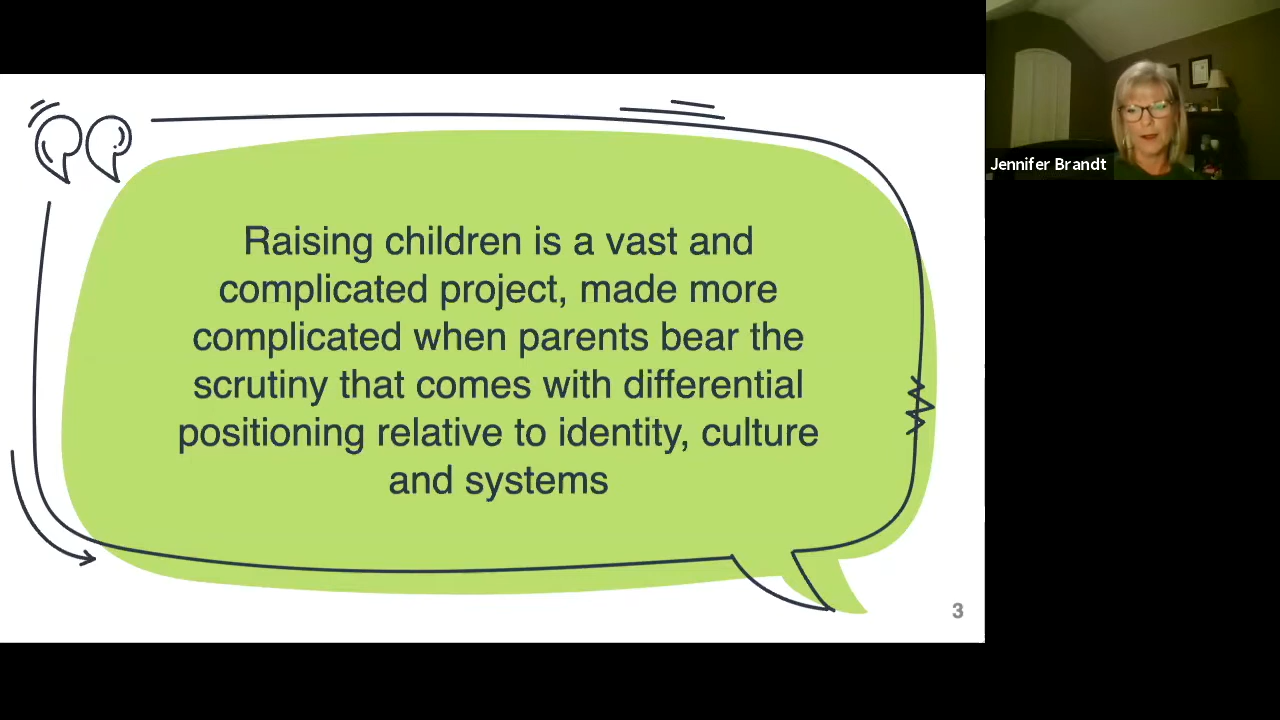 Raising children is a vast and
complicated project, made more
complicated when parents bear the
scrutiny that comes with differential
positioning relative to identity, culture
and systems
3
Jennifer Brandt